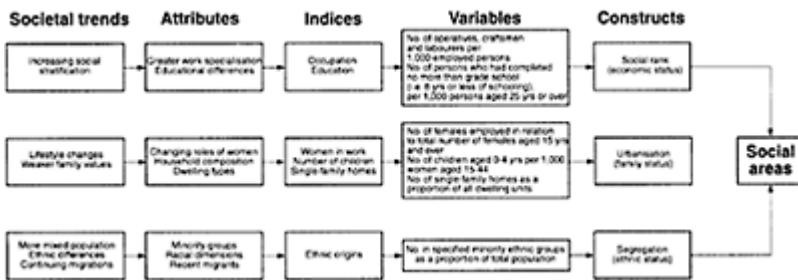 Societal trends
Attributes
Indices
Variables
Constructs
Increasing social
stratification
Greater work specialisation
Educational differences
Occupation
Education
No. of operatives, craftsmen
and labourers per
1,000 employed persons
No. of persons who had completed
no more than grade school
(i.e. 8 yrs or less of schooling),
per 1,000 persons aged 25 yrs or over
Social rank
(economic status)
Lifestyle changes
Weaker family values
Changing roles of women
Household composition
Dwelling types
Women in work
Number of children
Single-family homes
No. of females employed in relation
to total number of females aged 15 yrs
and over
No. of children aged 0-4 yrs per 1,000
women aged 15-44
No. of single family homes as a
proportion of all dwelling units
Urbanisation
(family status)
Social
areas
More mixed population
Ethnic differences
Continuing migrations
Minority groups
Racial dimensions
Recent migrants
Ethnic origins
No. in specified minority ethnic groups
as a proportion of total population
Segregation
(ethnic status)